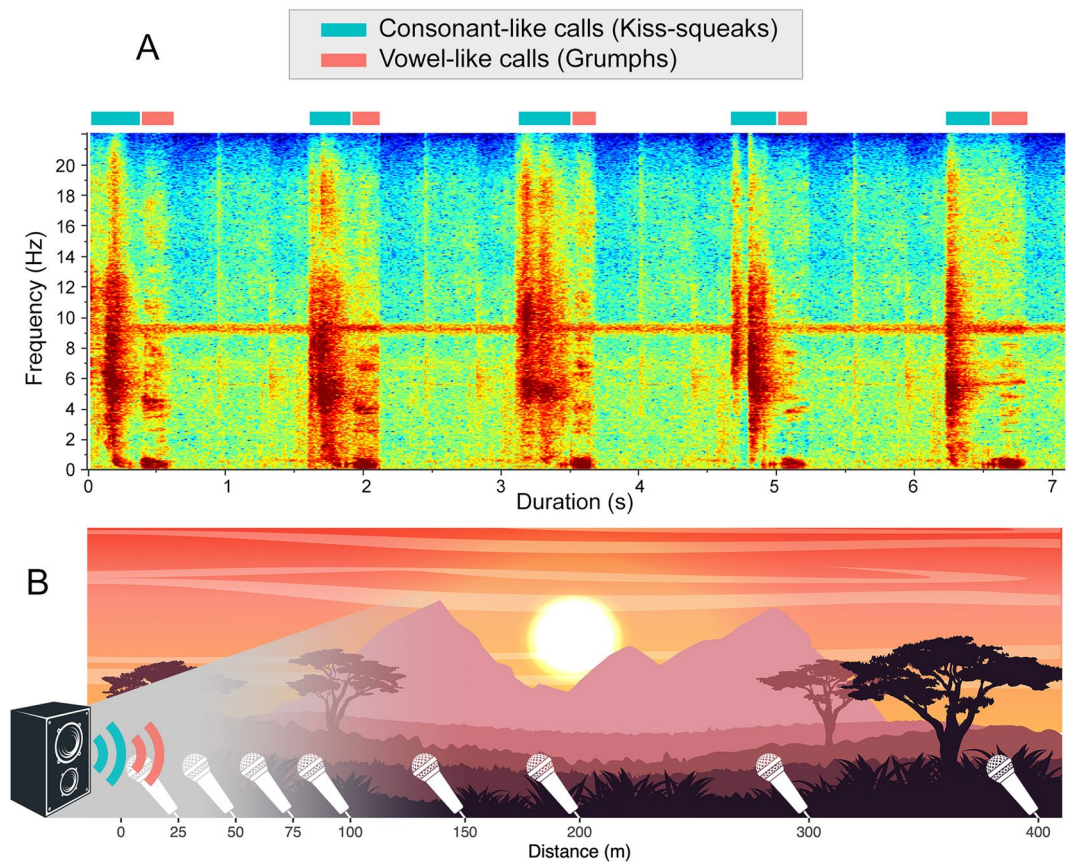 A
Consonant-like calls (Kiss-squeaks)
Vowel-like calls (Grumphs)
Frequency (Hz)
20
18
16
14
12
10
8
6
4
2
0
0 1 2 3 4 5 6 7
Duration (s)
B
0 25 50 75 100 150 200 300 400
Distance (m)